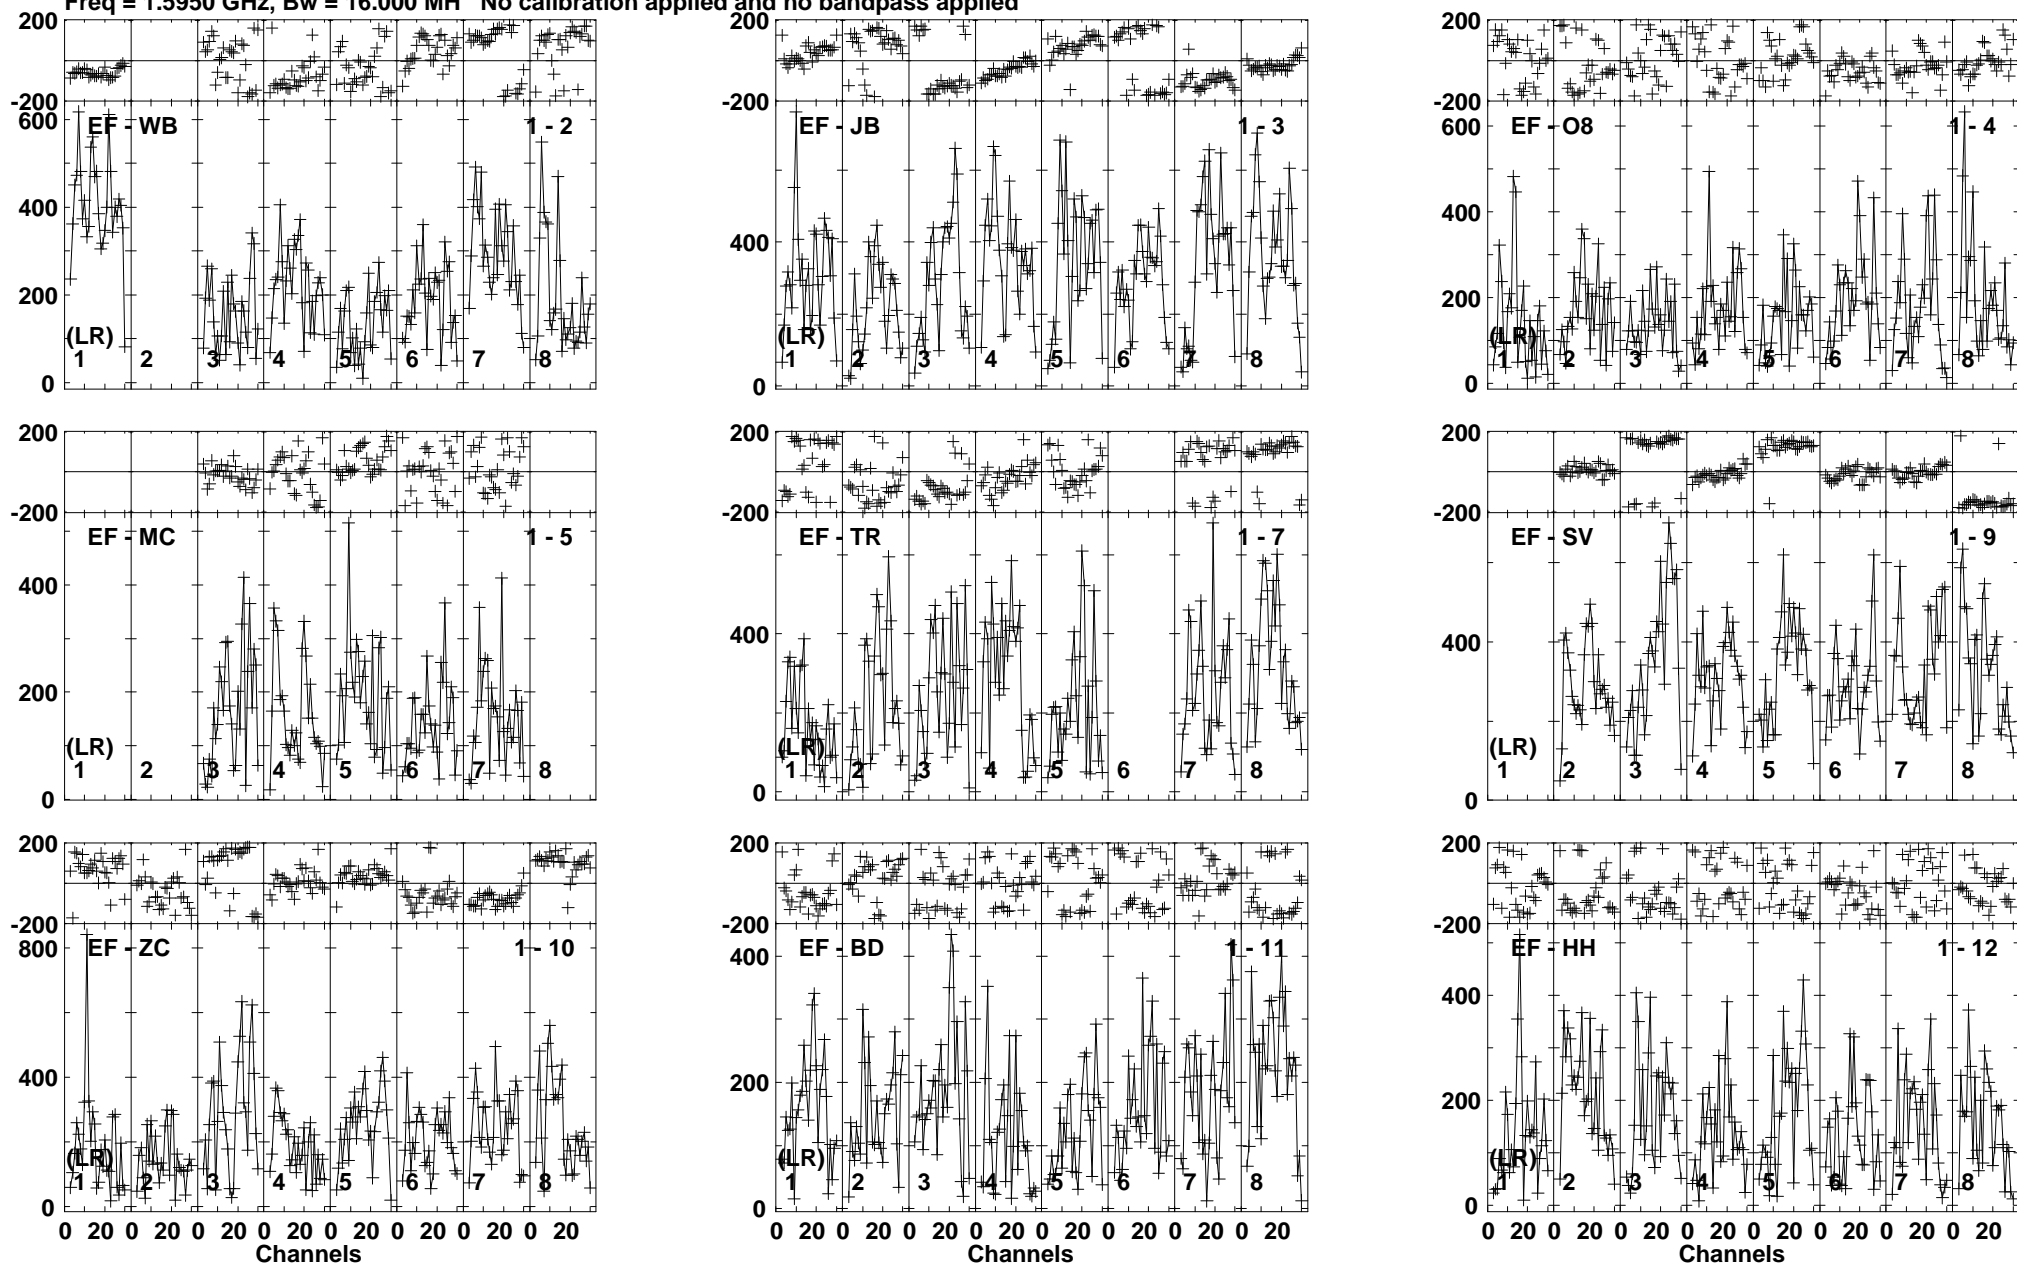 Freq = 1.5950 GHz, Bw = 16.000 MH No calibration applied and no bandpass applied
200
-200
600
400
200
0
EF - WB
1 - 2
(LR)
1 2 3 4 5 6 7 8
200
-200
400
0
EF - JB
1 - 3
(LR)
1 2 3 4 5 6 7 8
200
-200
600
400
200
0
EF - O8
1 - 4
(LR)
1 2 3 4 5 6 7 8
200
-200
400
200
0
EF - MC
1 - 5
(LR)
1 2 3 4 5 6 7 8
200
-200
400
0
EF - TR
1 - 7
(LR)
1 2 3 4 5 6 7 8
200
-200
400
0
EF - SV
1 - 9
(LR)
1 2 3 4 5 6 7 8
200
-200
800
400
0
EF - ZC
1 - 10
(LR)
1 2 3 4 5 6 7 8
0 20 0 20 0 20 0 20 0 20 0 20 0 20 0 20
Channels
200
-200
400
200
0
EF - BD
1 - 11
(LR)
1 2 3 4 5 6 7 8
0 20 0 20 0 20 0 20 0 20 0 20 0 20 0 20
Channels
200
-200
400
200
0
EF - HH
1 - 12
(LR)
1 2 3 4 5 6 7 8
0 20 0 20 0 20 0 20 0 20 0 20 0 20 0 20
Channels